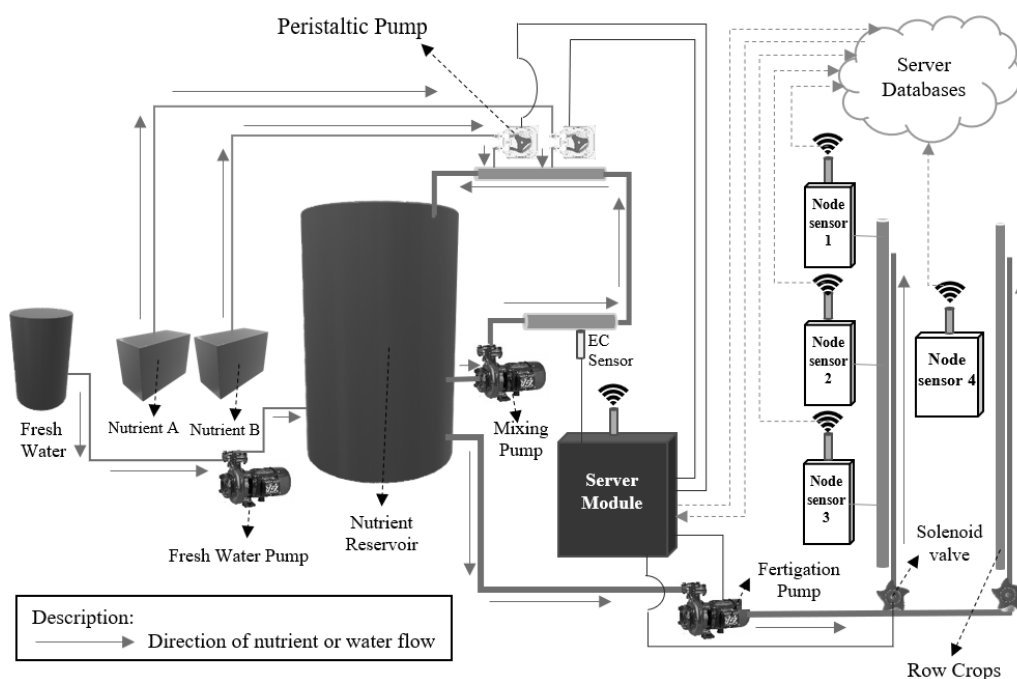 Peristaltic Pump
Server
Databases
Node
sensor
1
Node
sensor
2
Node
sensor 4
Node
sensor
3
EC
Sensor
Fresh
Water
Nutrient A
Nutrient B
Mixing
Pump
Server
Module
Fresh Water Pump
Nutrient
Reservoir
Solenoid
valve
Fertigation
Pump
Description:
Direction of nutrient or water flow
Row Crops